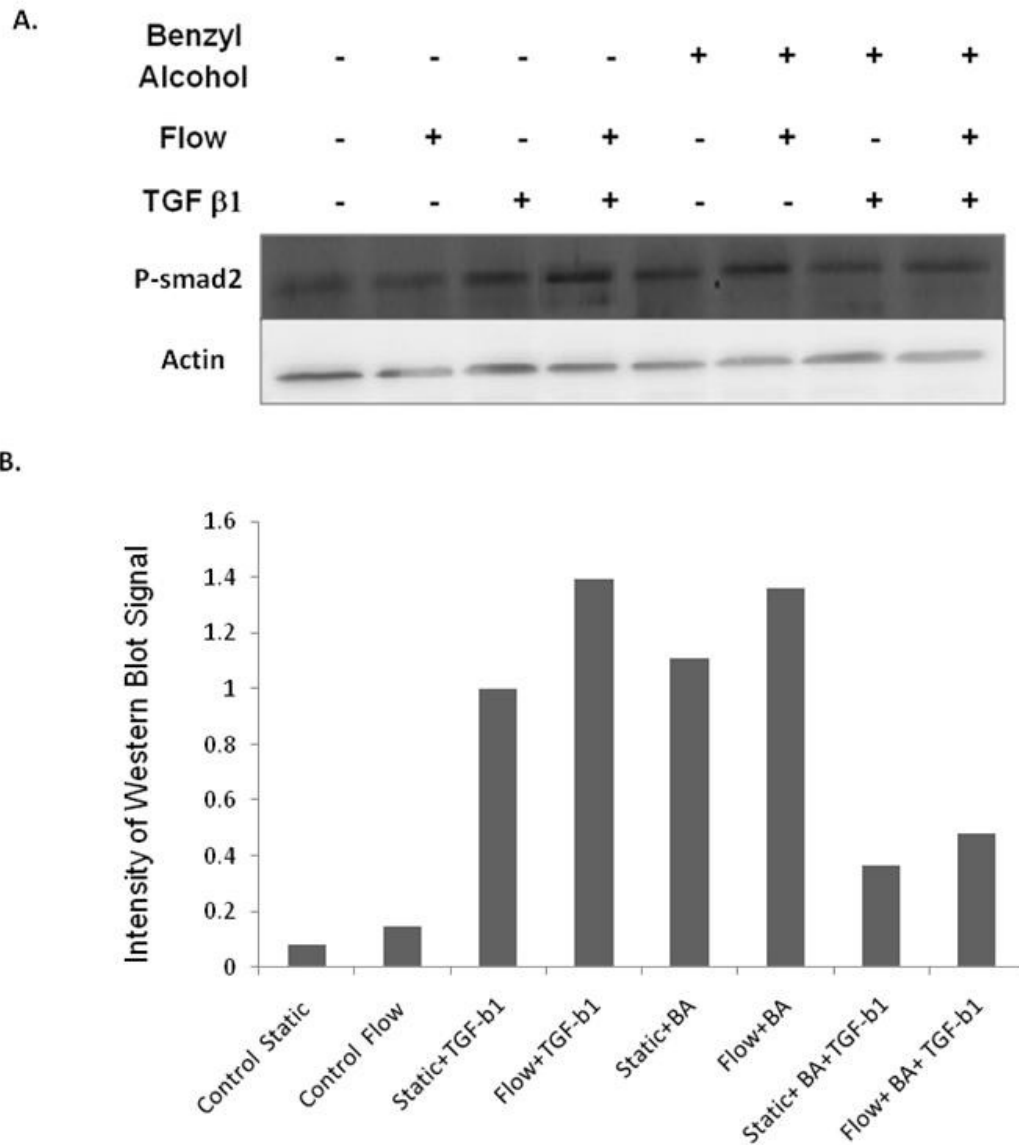 A.
Benzyl
Alcohol - - - - + + + +
Flow - + - + - + - +
TGF β1 - - + + - - + +
P-smad2
Actin
B.
Intensity of Western Blot Signal
1.6
1.4
1.2
1
0.8
0.6
0.4
0.2
0
Control Static
Control Flow
Static+TGF-b1
Flow+TGF-b1
Static+BA
Flow+BA
Static+ BA+TGF-b1
Flow+ BA+ TGF-b1